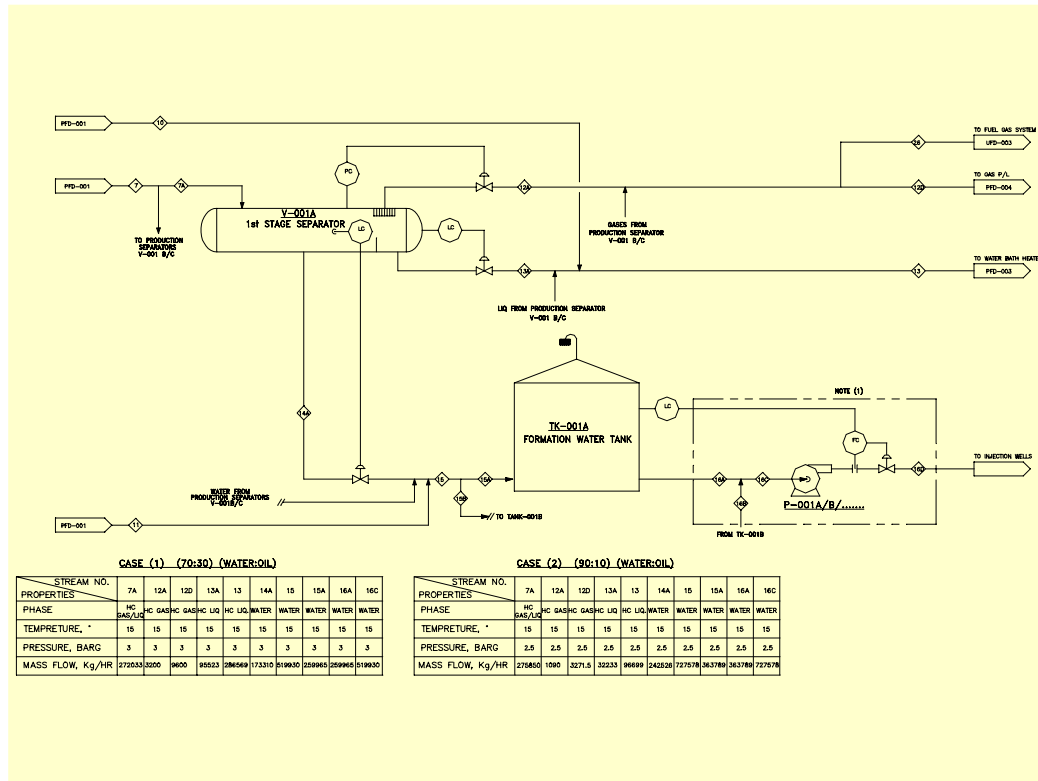 PFD-001
10
TO FUEL GAS SYSTEM
UFD-003
28
PC
TO GAS P/L
PFD-004
12A
12D
PFD-001
7
7A
TO PRODUCTION
SEPARATORS
V-001 B/C
V-001A
1st STAGE SEPARATOR
LC
LC
GASES FROM
PRODUCTION SEPARATOR
V-001 B/C
TO WATER BATH HEATE
PFD-003
13A
13
LIQ FROM PRODUCTION SEPARATOR
V-001 B/C
14A
TK-001A
FORMATION WATER TANK
LC
NOTE (1)
FC
TO INJECTION WELLS
15
15A
15B
16A
16C
16B
16D
WATER FROM
PRODUCTION SEPARATORS
V-001B/C
TO TANK-001B
P-001A/B/.......
FROM TK-001B
PFD-001
11
CASE (1) (70:30) (WATER:OIL)
STREAM NO. 7A 12A 12D 13A 13 14A 15 15A 16A 16C
PROPERTIES
PHASE HC GAS/LIQ HC GAS HC GAS HC LIQ HC LIQ. WATER WATER WATER WATER WATER
TEMPRETURE, ° 15 15 15 15 15 15 15 15 15 15
PRESSURE, BARG 3 3 3 3 3 3 3 3 3 3
MASS FLOW, Kg/HR 272033 3200 9600 95523 286569 173310 519930 259965 259965 519930
CASE (2) (90:10) (WATER:OIL)
STREAM NO. 7A 12A 12D 13A 13 14A 15 15A 16A 16C
PROPERTIES
PHASE HC GAS/LIQ HC GAS HC GAS HC LIQ HC LIQ WATER WATER WATER WATER WATER
TEMPRETURE, ° 15 15 15 15 15 15 15 15 15 15
PRESSURE, BARG 2.5 2.5 2.5 2.5 2.5 2.5 2.5 2.5 2.5 2.5
MASS FLOW, Kg/HR 275850 1090 3271.5 32233 96699 242526 727578 363789 363789 727578